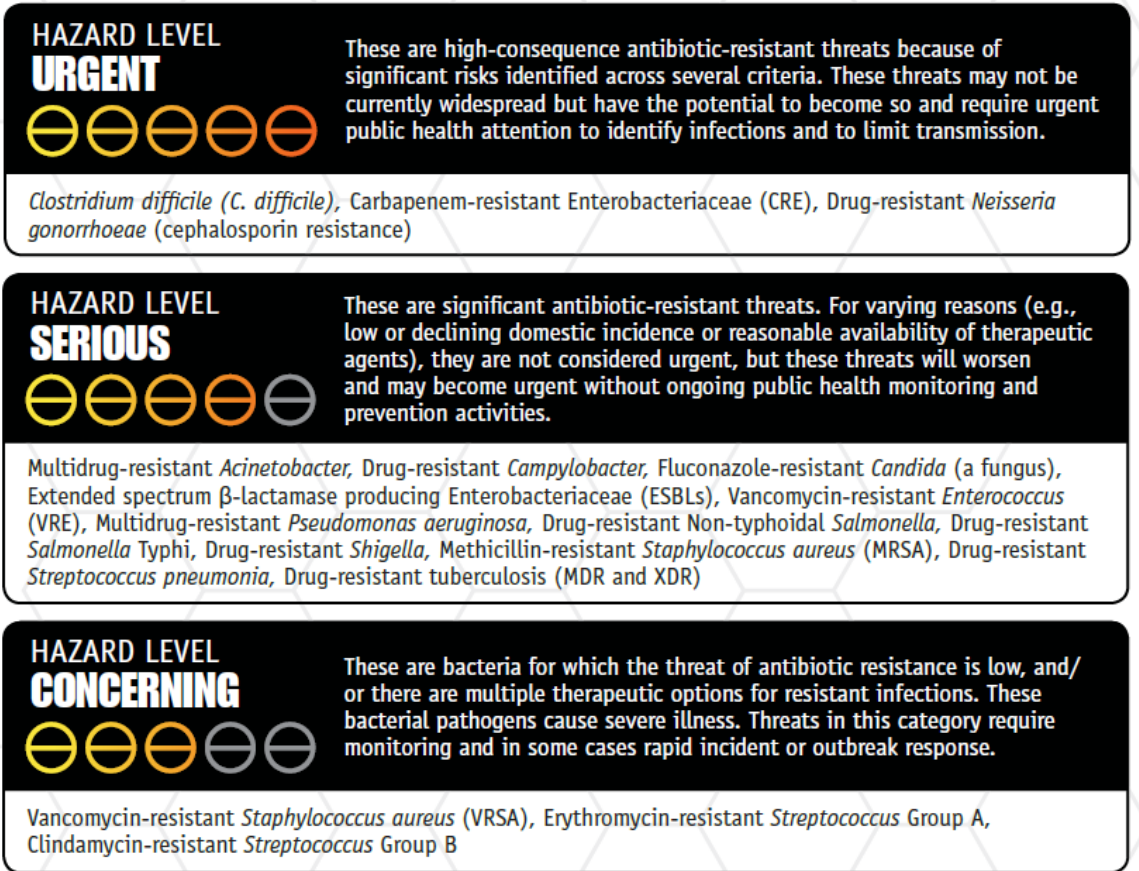 HAZARD LEVEL
URGENT
These are high-consequence antibiotic-resistant threats because of
significant risks identified across several criteria. These threats may not be
currently widespread but have the potential to become so and require urgent
public health attention to identify infections and to limit transmission.
Clostridium difficile (C. difficile), Carbapenem-resistant Enterobacteriaceae (CRE), Drug-resistant Neisseria
gonorrhoeae (cephalosporin resistance)
HAZARD LEVEL
SERIOUS
These are significant antibiotic-resistant threats. For varying reasons (e.g.,
low or declining domestic incidence or reasonable availability of therapeutic
agents), they are not considered urgent, but these threats will worsen
and may become urgent without ongoing public health monitoring and
prevention activities.
Multidrug-resistant Acinetobacter, Drug-resistant Campylobacter, Fluconazole-resistant Candida (a fungus),
Extended spectrum β-lactamase producing Enterobacteriaceae (ESBLs), Vancomycin-resistant Enterococcus
(VRE), Multidrug-resistant Pseudomonas aeruginosa, Drug-resistant Non-typhoidal Salmonella, Drug-resistant
Salmonella Typhi, Drug-resistant Shigella, Methicillin-resistant Staphylococcus aureus (MRSA), Drug-resistant
Streptococcus pneumonia, Drug-resistant tuberculosis (MDR and XDR)
HAZARD LEVEL
CONCERNING
These are bacteria for which the threat of antibiotic resistance is low, and/
or there are multiple therapeutic options for resistant infections. These
bacterial pathogens cause severe illness. Threats in this category require
monitoring and in some cases rapid incident or outbreak response.
Vancomycin-resistant Staphylococcus aureus (VRSA), Erythromycin-resistant Streptococcus Group A,
Clindamycin-resistant Streptococcus Group B